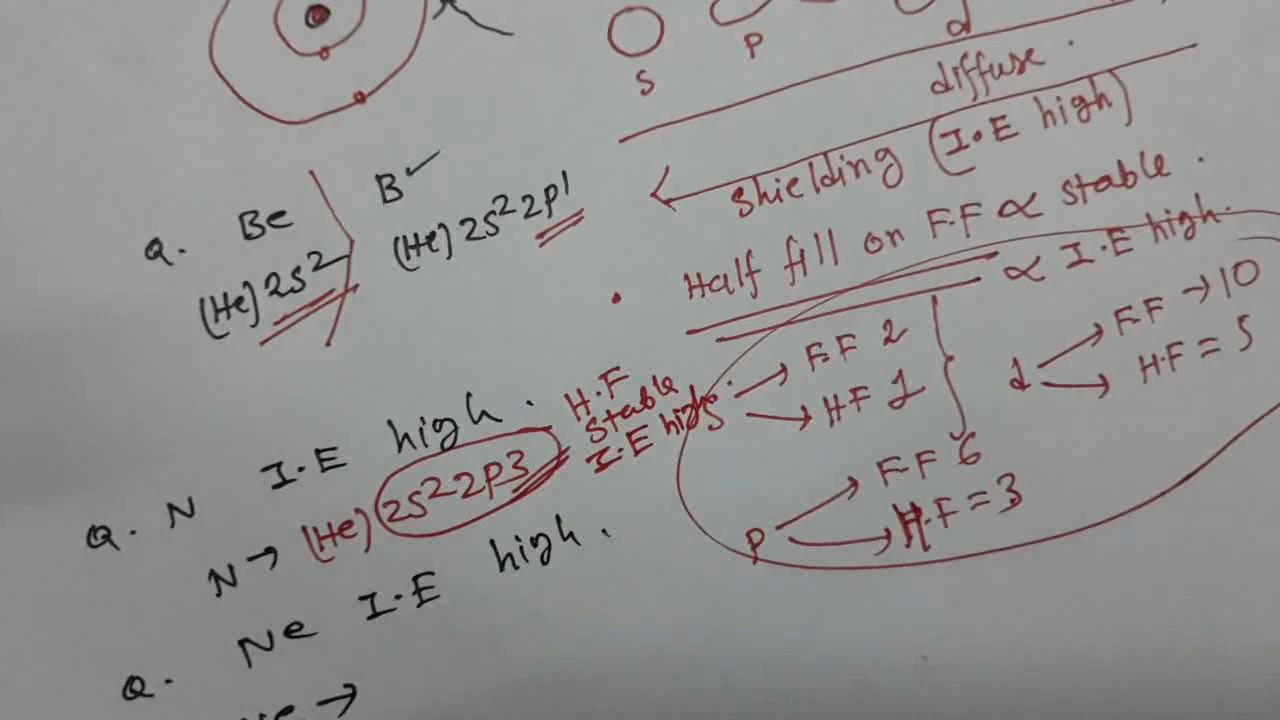 S P d
diffuse.
Shielding (I.E high)
Q. Be B✓
(He) 2S² (He) 2S² 2P¹
• Half fill on F.F ∝ stable.
∝ I.E high.
S → F.F 2
→ H.F 1
d → F.F → 10
→ H.F = 5
P → F.F 6
→ H.F = 3
Q. N I.E high.
H.F
Stable
I.E high
N → (He) 2S² 2P3
Q. Ne I.E high.